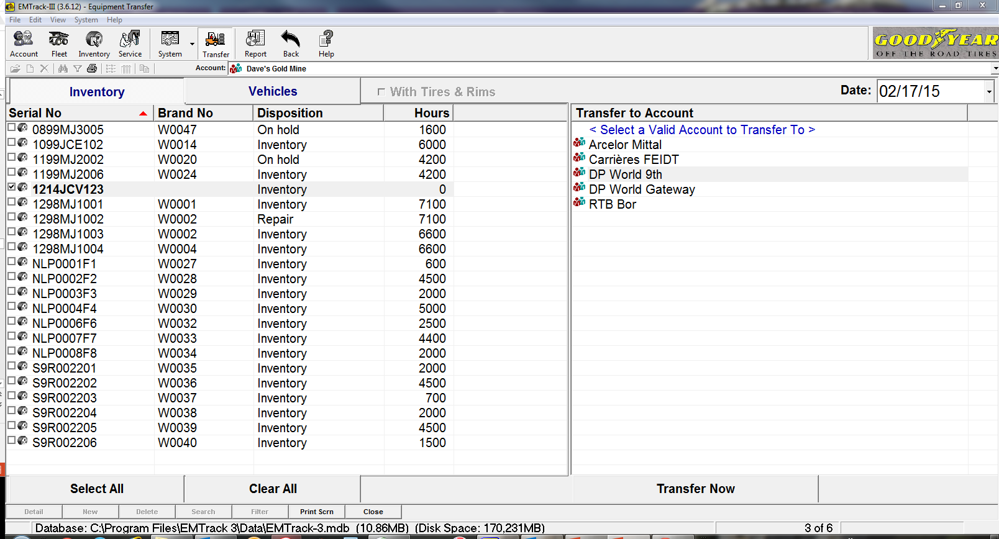 EMTrack-III (3.6.12) - Equipment Transfer
File Edit View System Help
Account Fleet Inventory Service System Transfer Report Back Help
GOODYEAR
OFF THE ROAD TIRES
Account: Dave's Gold Mine
Inventory Vehicles With Tires & Rims Date: 02/17/15
Serial No Brand No Disposition Hours Transfer to Account
0899MJ3005 W0047 On hold 1600 < Select a Valid Account to Transfer To >
1099JCE102 W0014 Inventory 6000 Arcelor Mittal
1199MJ2002 W0020 On hold 4200 Carrières FEIDT
1199MJ2006 W0024 Inventory 4200 DP World 9th
1214JCV123 Inventory 0 DP World Gateway
1298MJ1001 W0001 Inventory 7100 RTB Bor
1298MJ1002 W0002 Repair 7100
1298MJ1003 W0002 Inventory 6600
1298MJ1004 W0004 Inventory 6600
NLP0001F1 W0027 Inventory 600
NLP0002F2 W0028 Inventory 4500
NLP0003F3 W0029 Inventory 2000
NLP0004F4 W0030 Inventory 5000
NLP0006F6 W0032 Inventory 2500
NLP0007F7 W0033 Inventory 4400
NLP0008F8 W0034 Inventory 2000
S9R002201 W0035 Inventory 2000
S9R002202 W0036 Inventory 4500
S9R002203 W0037 Inventory 700
S9R002204 W0038 Inventory 2000
S9R002205 W0039 Inventory 4500
S9R002206 W0040 Inventory 1500
Select All Clear All Transfer Now
Detail New Delete Search Filter Print Scrn Close
Database: C:\Program Files\EMTrack 3\Data\EMTrack-3.mdb (10.86MB) (Disk Space: 170,231MB) 3 of 6